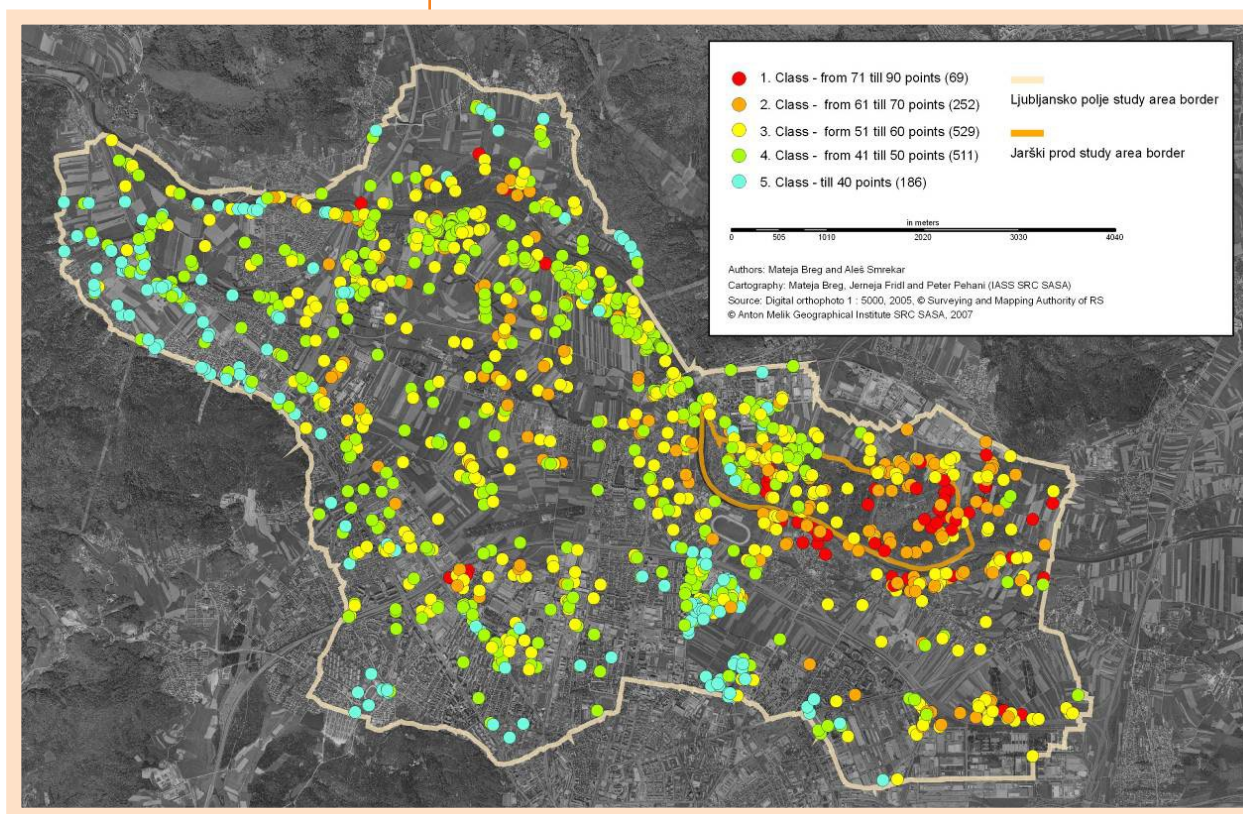 1. Class - from 71 till 90 points (69)
2. Class - from 61 till 70 points (252)
3. Class - form 51 till 60 points (529)
4. Class - from 41 till 50 points (511)
5. Class - till 40 points (186)
Ljubljansko polje study area border
Jarški prod study area border
in meters
0 505 1010 2020 3030 4040
Authors: Mateja Breg and Aleš Smrekar
Cartography: Mateja Breg, Jerneja Fridl and Peter Pehani (IASS SRC SASA)
Source: Digital orthophoto 1 : 5000, 2005, © Surveying and Mapping Authority of RS
© Anton Melik Geographical Institute SRC SASA, 2007